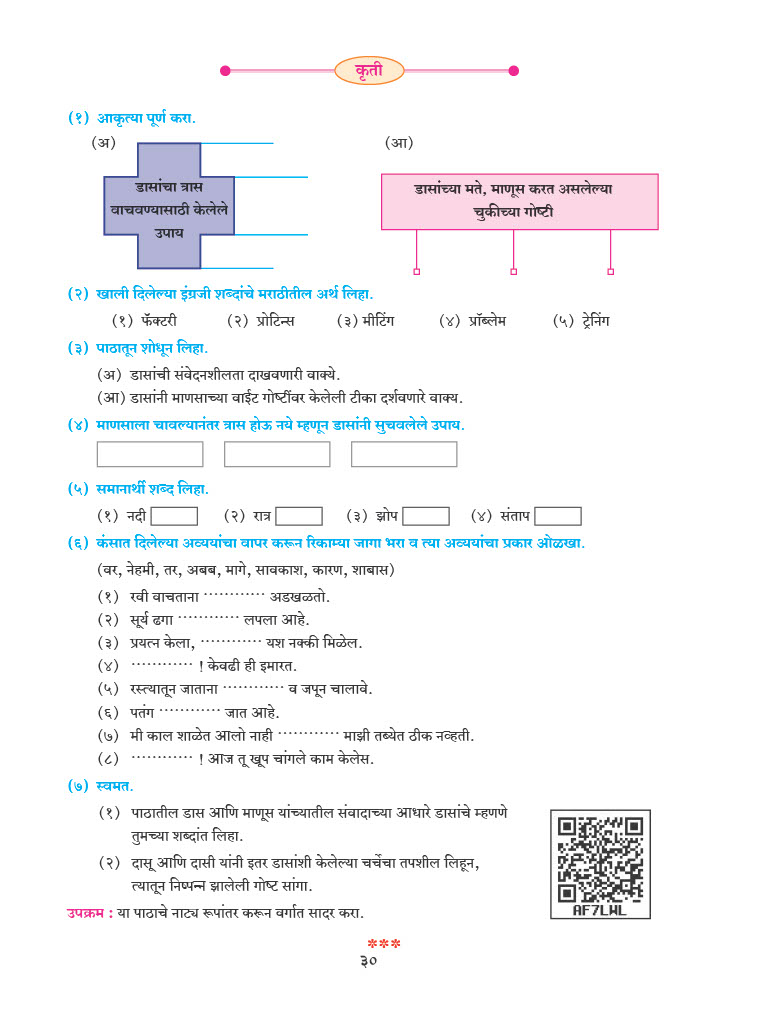 कृती
(१) आकृत्या पूर्ण करा.
(अ)
डासांचा त्रास
वाचवण्यासाठी केलेले
उपाय
(आ)
डासांच्या मते, माणूस करत असलेल्या
चुकीच्या गोष्टी
(२) खाली दिलेल्या इंग्रजी शब्दांचे मराठीतील अर्थ लिहा.
(१) फॅक्टरी (२) प्रोटिन्स (३) मीटिंग (४) प्रॉब्लेम (५) ट्रेनिंग
(३) पाठातून शोधून लिहा.
(अ) डासांची संवेदनशीलता दाखवणारी वाक्ये.
(आ) डासांनी माणसाच्या वाईट गोष्टींवर केलेली टीका दर्शवणारे वाक्य.
(४) माणसाला चावल्यानंतर त्रास होऊ नये म्हणून डासांनी सुचवलेले उपाय.
(५) समानार्थी शब्द लिहा.
(१) नदी (२) रात्र (३) झोप (४) संताप
(६) कंसात दिलेल्या अव्ययांचा वापर करून रिकाम्या जागा भरा व त्या अव्ययांचा प्रकार ओळखा.
(वर, नेहमी, तर, अबब, मागे, सावकाश, कारण, शाबास)
(१) रवी वाचताना ............ अडखळतो.
(२) सूर्य ढगा ............ लपला आहे.
(३) प्रयत्न केला, ............ यश नक्की मिळेल.
(४) ............ ! केवढी ही इमारत.
(५) रस्त्यातून जाताना ............ व जपून चालावे.
(६) पतंग ............ जात आहे.
(७) मी काल शाळेत आलो नाही ............ माझी तब्येत ठीक नव्हती.
(८) ............ ! आज तू खूप चांगले काम केलेस.
(७) स्वमत.
(१) पाठातील डास आणि माणूस यांच्यातील संवादाच्या आधारे डासांचे म्हणणे
तुमच्या शब्दांत लिहा.
(२) दासू आणि दासी यांनी इतर डासांशी केलेल्या चर्चेचा तपशील लिहून,
त्यातून निष्पन्न झालेली गोष्ट सांगा.
AF7LWL
उपक्रम : या पाठाचे नाट्य रूपांतर करून वर्गात सादर करा.
***
३०